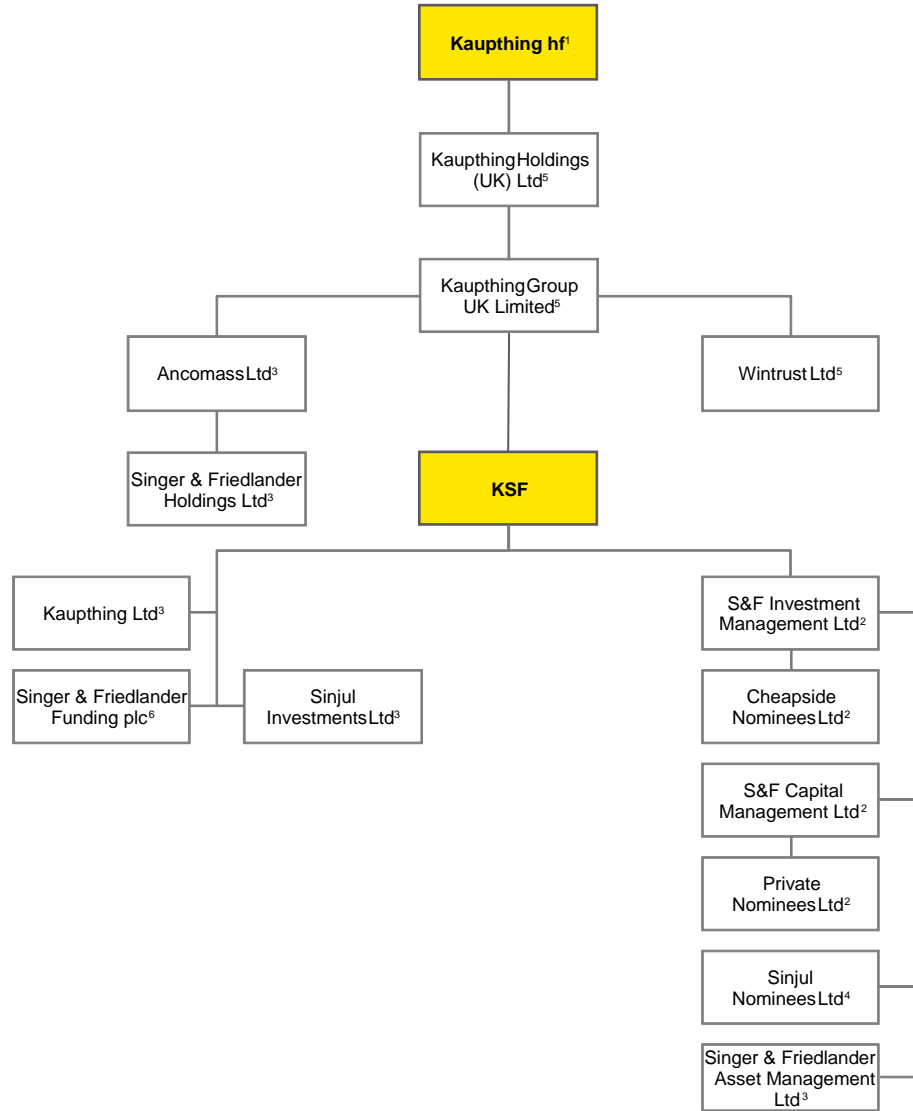 Kaupthing hf¹
Kaupthing Holdings
(UK) Ltd⁵
Kaupthing Group
UK Limited⁵
Ancomass Ltd³
Wintrust Ltd⁵
Singer & Friedlander
Holdings Ltd³
KSF
Kaupthing Ltd³
S&F Investment
Management Ltd²
Singer & Friedlander
Funding plc⁶
Sinjul
Investments Ltd³
Cheapside
Nominees Ltd²
S&F Capital
Management Ltd²
Private
Nominees Ltd²
Sinjul
Nominees Ltd⁴
Singer & Friedlander
Asset Management
Ltd³